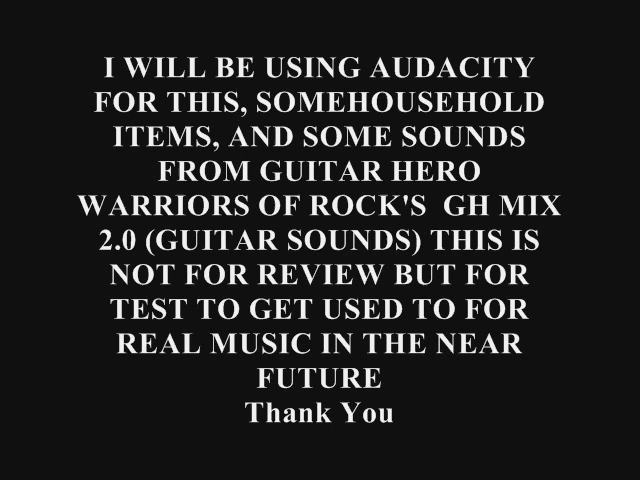 I WILL BE USING AUDACITY
FOR THIS, SOMEHOUSEHOLD
ITEMS, AND SOME SOUNDS
FROM GUITAR HERO
WARRIORS OF ROCK'S  GH MIX
2.0 (GUITAR SOUNDS) THIS IS
NOT FOR REVIEW BUT FOR
TEST TO GET USED TO FOR
REAL MUSIC IN THE NEAR
FUTURE
Thank You